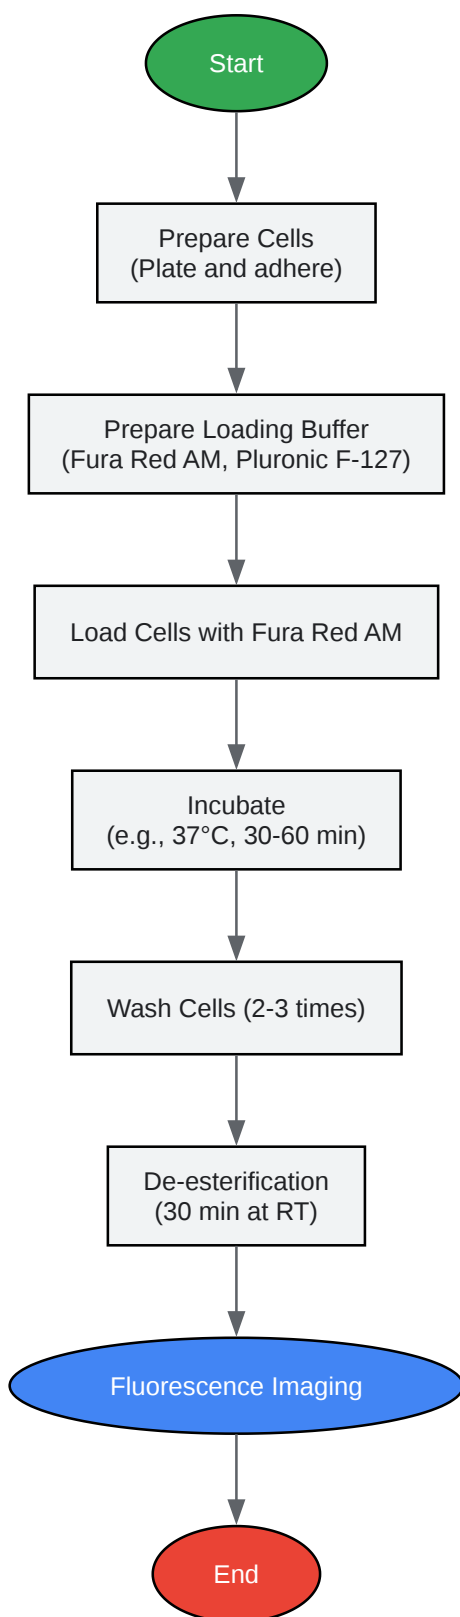 Start
Prepare Cells
(Plate and adhere)
Prepare Loading Buffer
(Fura Red AM, Pluronic F-127)
Load Cells with Fura Red AM
Incubate
(e.g., 37°C, 30-60 min)
Wash Cells (2-3 times)
De-esterification
(30 min at RT)
Fluorescence Imaging
End